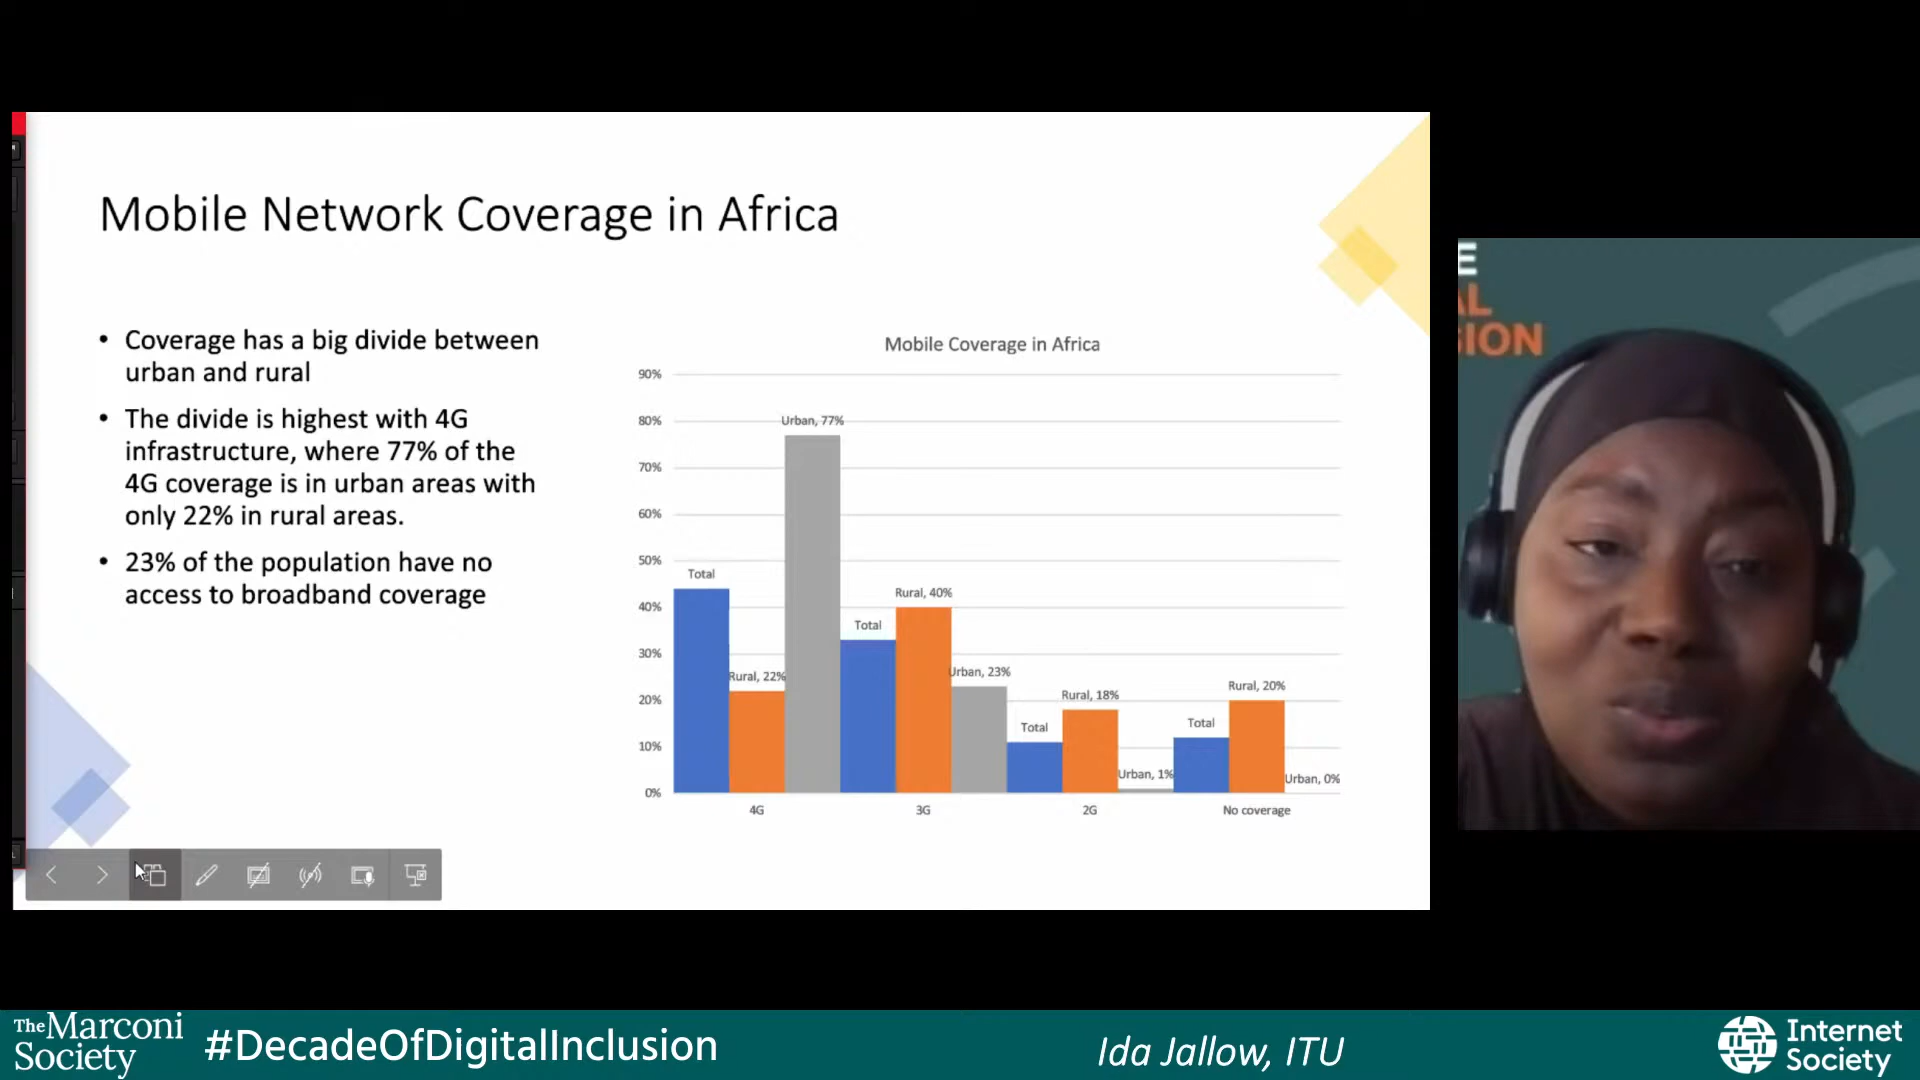 Mobile Network Coverage in Africa
• Coverage has a big divide between
urban and rural
• The divide is highest with 4G
infrastructure, where 77% of the
4G coverage is in urban areas with
only 22% in rural areas.
• 23% of the population have no
access to broadband coverage
Mobile Coverage in Africa
90%
80%
70%
60%
50%
40%
30%
20%
10%
0%
Total
Rural, 22%
Urban, 77%
Total
Rural, 40%
Urban, 23%
Total
Rural, 18%
Urban, 1%
Total
Rural, 20%
Urban, 0%
4G
3G
2G
No coverage
E
AL
SION
The Marconi
Society
#DecadeOfDigitalInclusion
Ida Jallow, ITU
Internet
Society